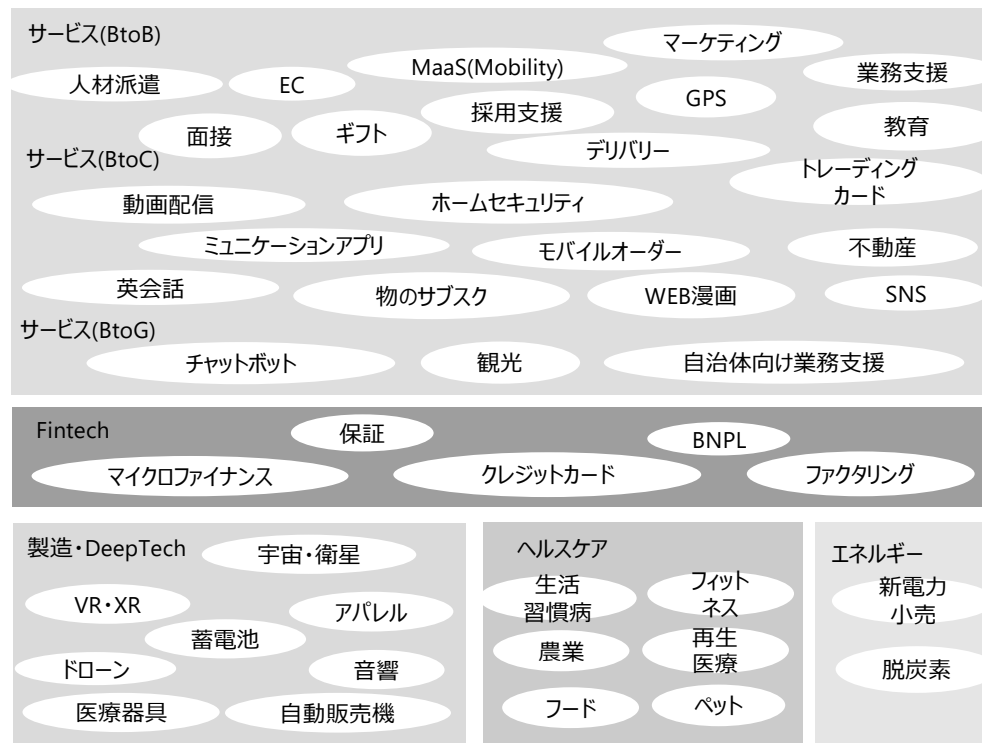 サービス(BtoB)
マーケティング
MaaS(Mobility)
業務支援
人材派遣
EC
GPS
採用支援
教育
面接
ギフト
デリバリー
サービス(BtoC)
トレーディング
カード
動画配信
ホームセキュリティ
ミュニケーションアプリ
モバイルオーダー
不動産
英会話
物のサブスク
WEB漫画
SNS
サービス(BtoG)
チャットボット
観光
自治体向け業務支援
Fintech
保証
BNPL
マイクロファイナンス
クレジットカード
ファクタリング
製造・DeepTech
宇宙・衛星
VR・XR
アパレル
蓄電池
ドローン
音響
医療器具
自動販売機
ヘルスケア
生活
習慣病
フィット
ネス
農業
再生
医療
フード
ペット
エネルギー
新電力
小売
脱炭素